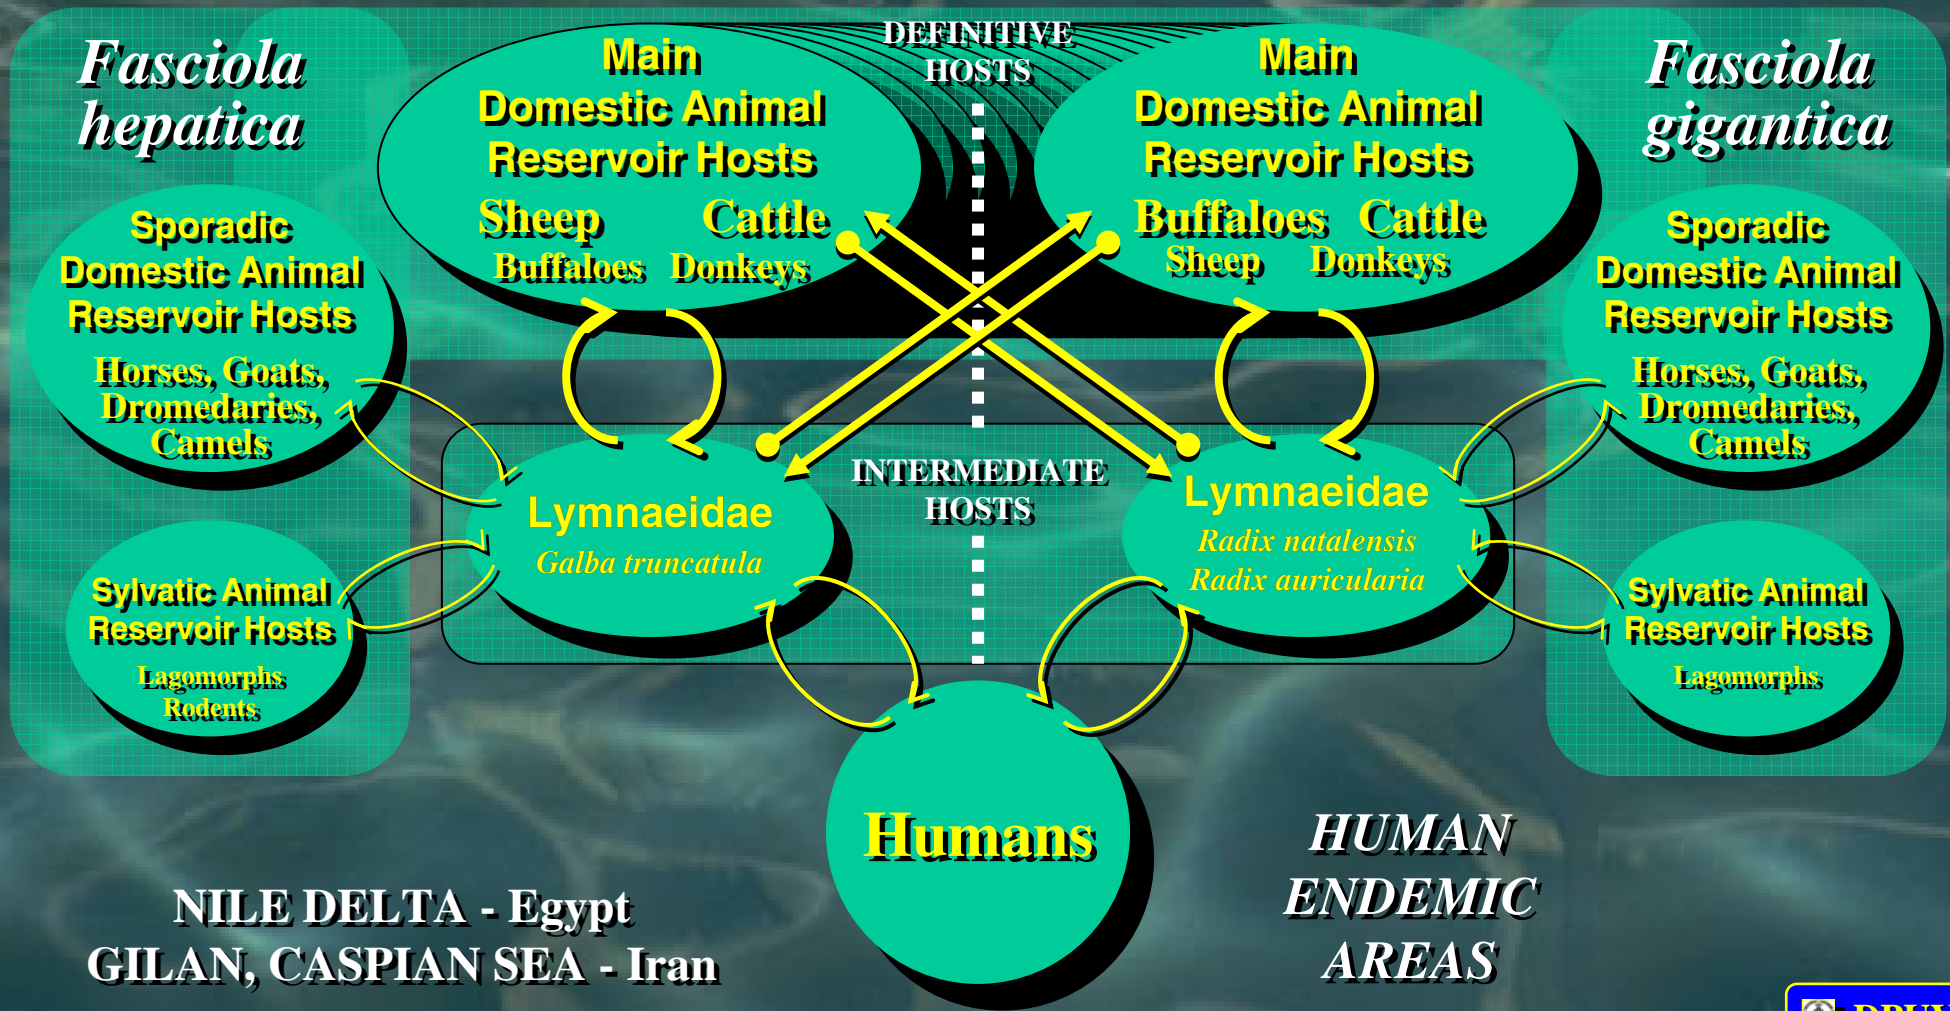 Fasciola
hepatica
Main
Domestic Animal
Reservoir Hosts
Sheep Cattle
Buffaloes Donkeys
DEFINITIVE
HOSTS
Main
Domestic Animal
Reservoir Hosts
Buffaloes Cattle
Sheep Donkeys
Fasciola
gigantica
Sporadic
Domestic Animal
Reservoir Hosts
Horses, Goats,
Dromedaries,
Camels
Sporadic
Domestic Animal
Reservoir Hosts
Horses, Goats,
Dromedaries,
Camels
Lymnaeidae
Galba truncatula
INTERMEDIATE
HOSTS
Lymnaeidae
Radix natalensis
Radix auricularia
Sylvatic Animal
Reservoir Hosts
Lagomorphs
Rodents
Sylvatic Animal
Reservoir Hosts
Lagomorphs
Humans
HUMAN
ENDEMIC
AREAS
NILE DELTA - Egypt
GILAN, CASPIAN SEA - Iran